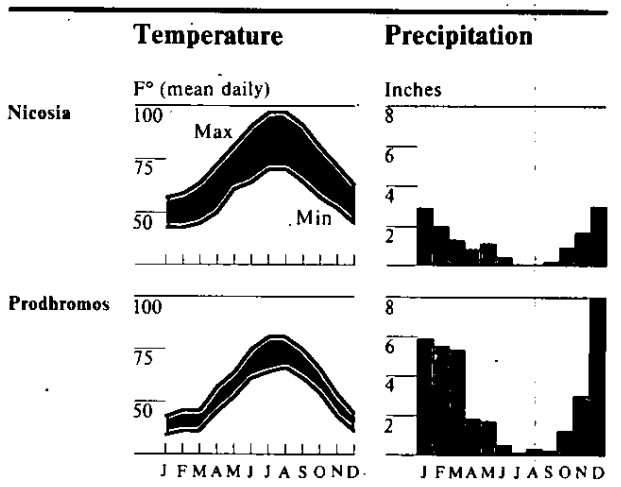 Temperature Precipitation
F° (mean daily) Inches
Nicosia
100
75
50
Max
Min
8
6
4
2
Prodhromos
100
75
50
8
6
4
2
J F M A M J J A S O N D
J F M A M J J A S O N D